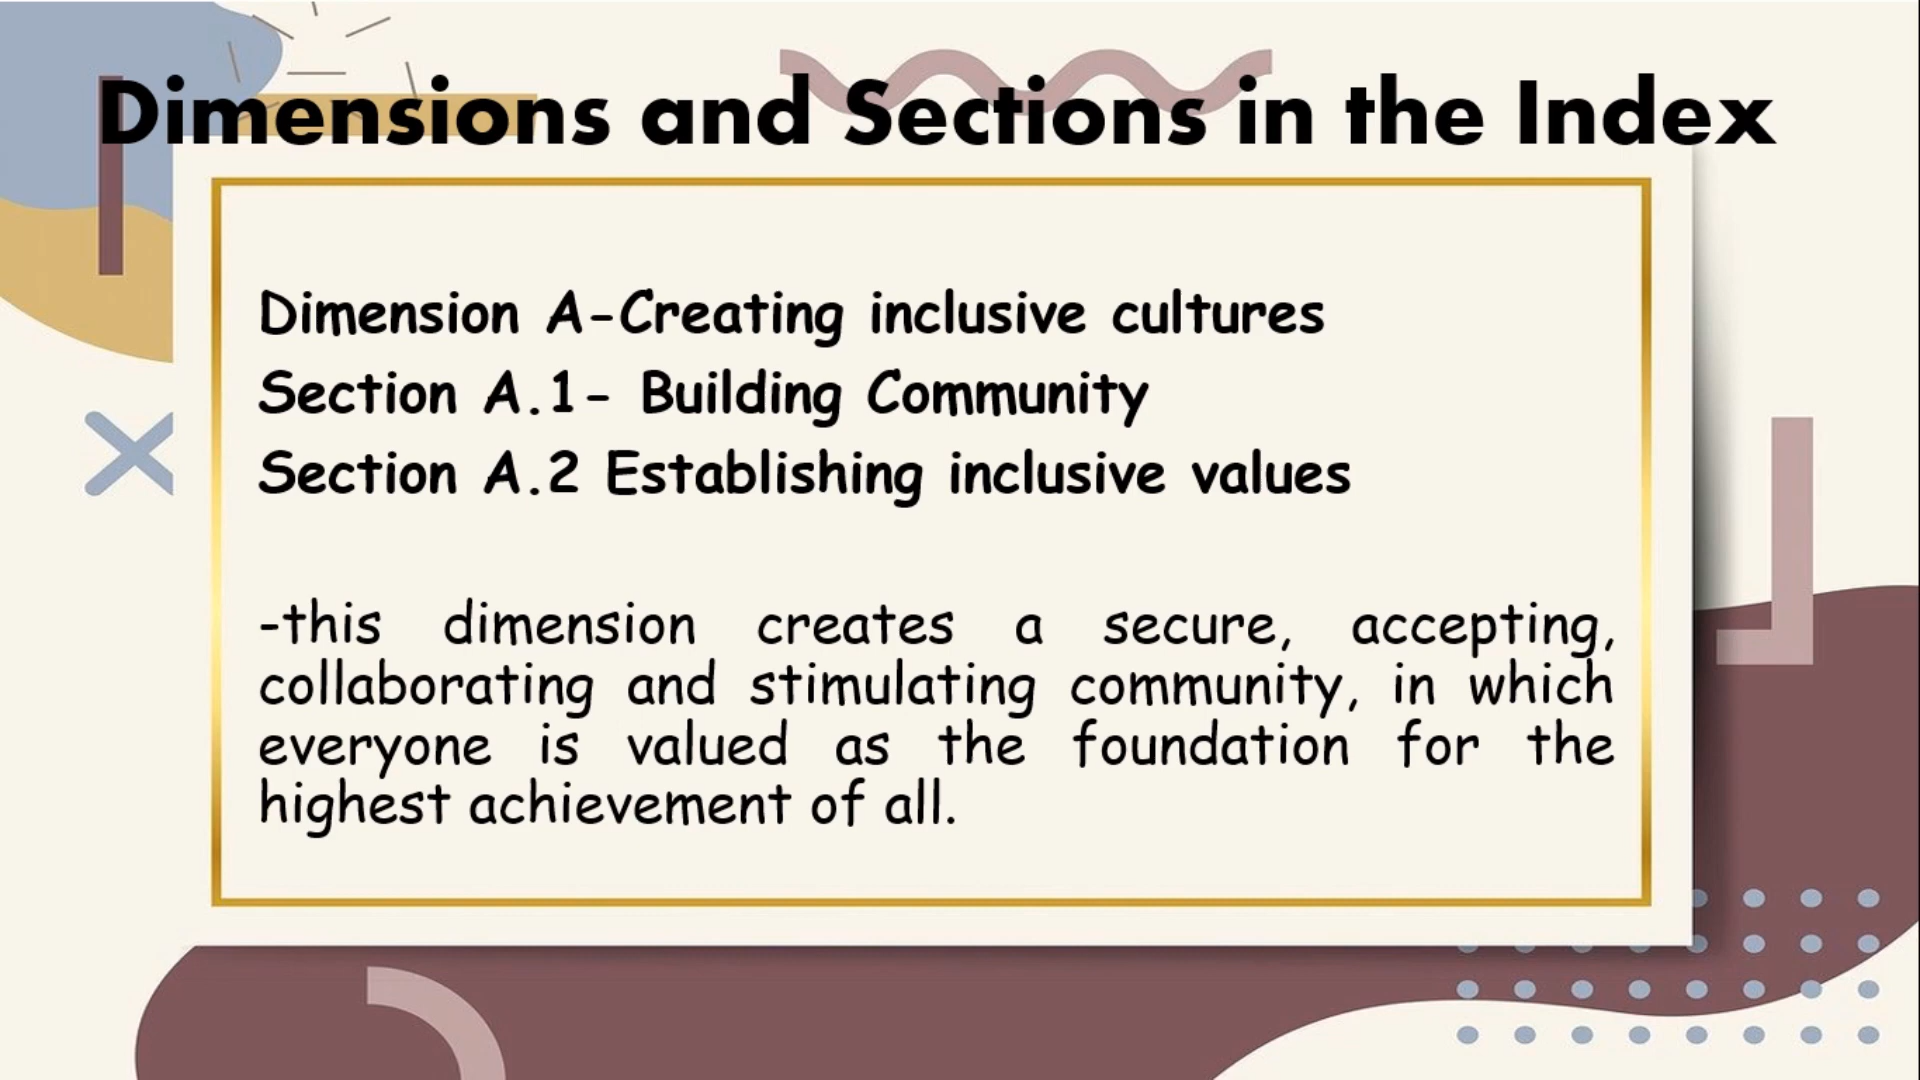 Dimensions and Sections in the Index
Dimension A-Creating inclusive cultures
Section A.1- Building Community
Section A.2 Establishing inclusive values
-this dimension creates a secure, accepting,
collaborating and stimulating community, in which
everyone is valued as the foundation for the
highest achievement of all.